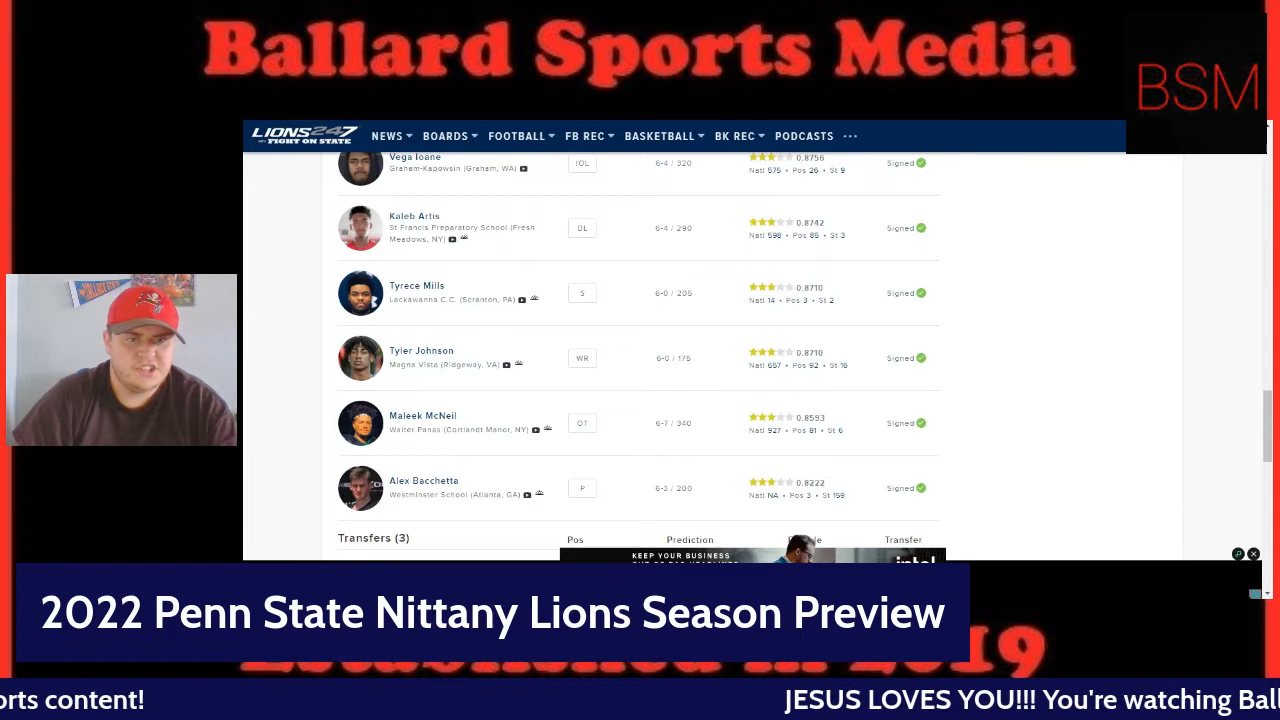 Ballard Sports Media
BSM
LIONS247
FIGHT ON STATE
NEWS BOARDS FOOTBALL FB REC BASKETBALL BK REC PODCASTS ...
Vega Ioane
Graham-Kapowsin (Graham, WA)
IOL
6-4 / 320
0.8756
Natl 575 • Pos 26 • St 9
Signed
Kaleb Artis
St Francis Preparatory School (Fresh
Meadows, NY)
DL
6-4 / 290
0.8742
Natl 598 • Pos 85 • St 3
Signed
Tyrece Mills
Lackawanna C.C. (Scranton, PA)
S
6-0 / 205
0.8710
Natl 14 • Pos 3 • St 2
Signed
Tyler Johnson
Magna Vista (Ridgeway, VA)
WR
6-0 / 175
0.8710
Natl 657 • Pos 92 • St 16
Signed
Maleek McNeil
Walter Panas (Cortlandt Manor, NY)
OT
6-7 / 340
0.8593
Natl 927 • Pos 81 • St 6
Signed
Alex Bacchetta
Westminster School (Atlanta, GA)
P
6-3 / 200
0.8222
Natl NA • Pos 3 • St 159
Signed
Transfers (3)
Pos
Prediction
Transfer
KEEP YOUR BUSINESS
intel
2022 Penn State Nittany Lions Season Preview
Established in 2019
orts content!
JESUS LOVES YOU!!! You're watching Ball